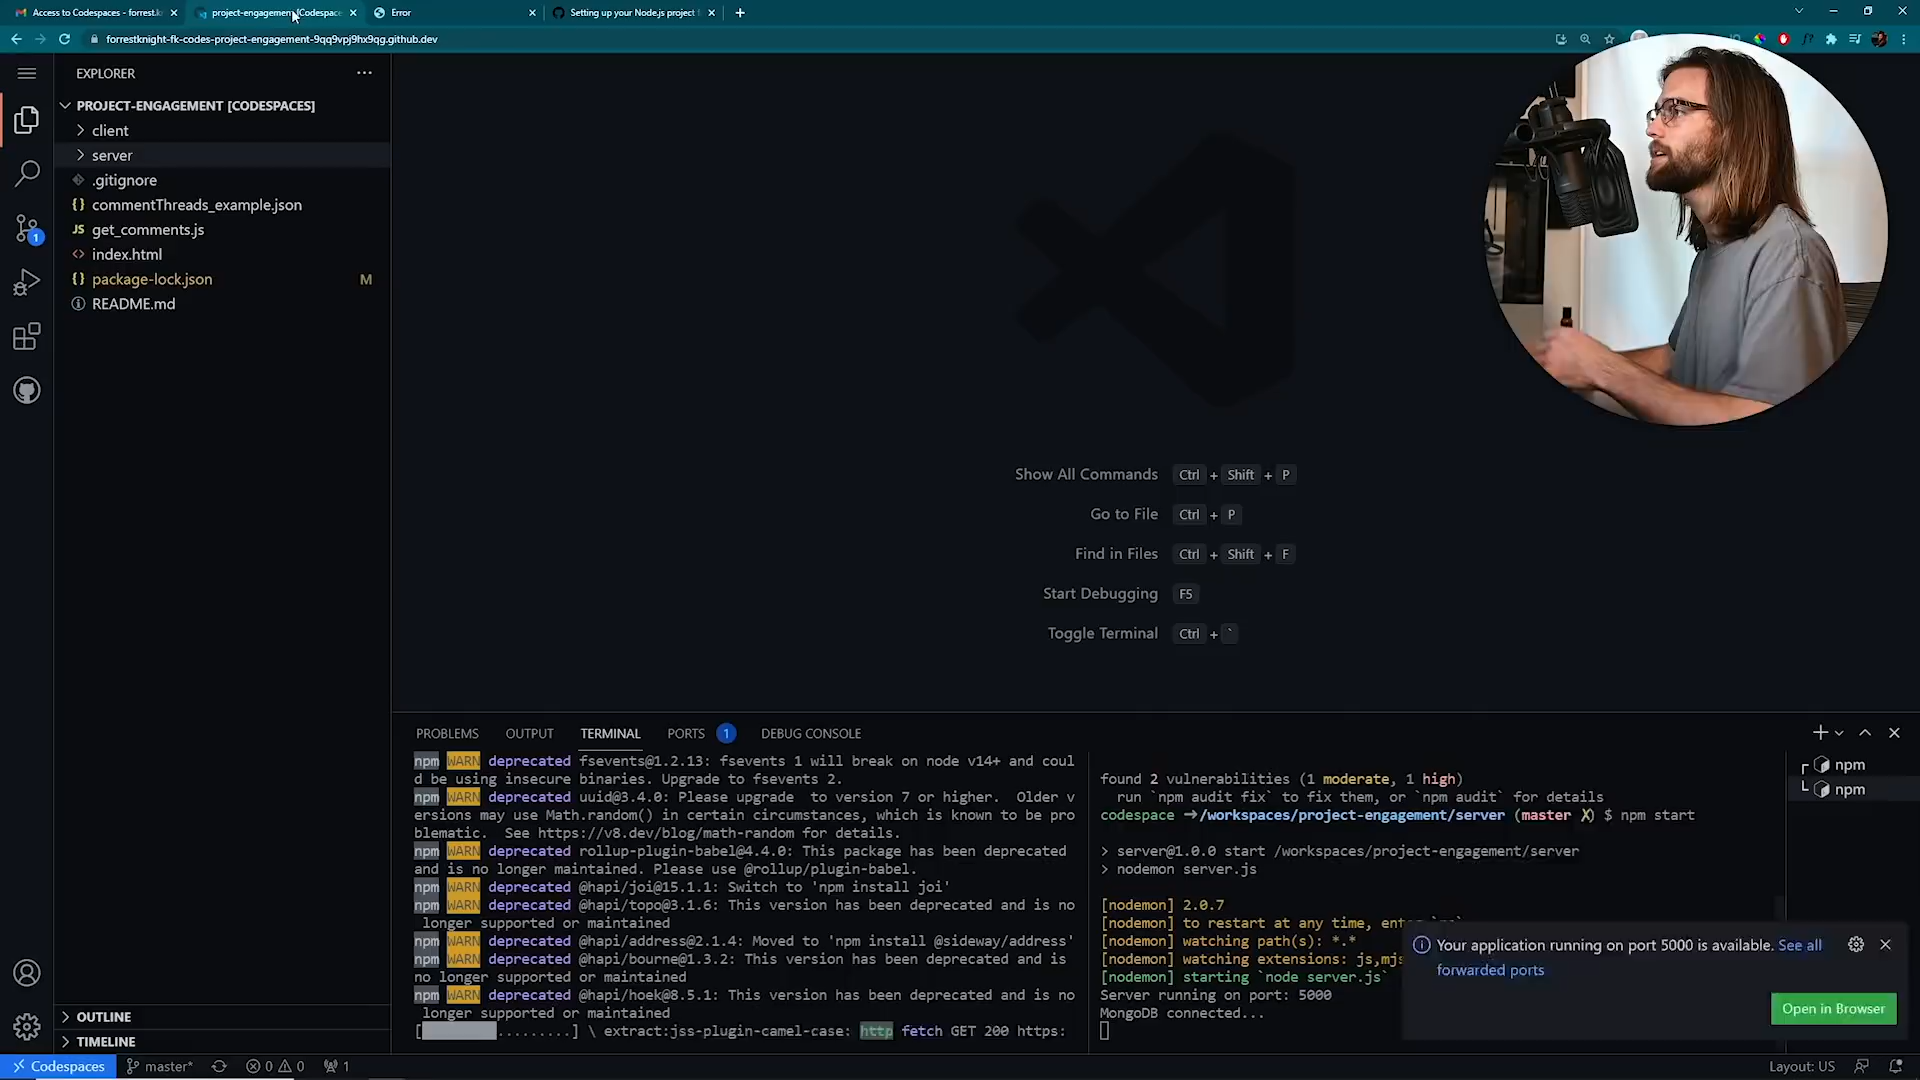 Access to Codespaces - forrest.k
project-engagement [Codespace
Error
Setting up your Node.js project f
forrestknight-fk-codes-project-engagement-9qq9vpj9hx9qg.github.dev
EXPLORER
PROJECT-ENGAGEMENT [CODESPACES]
client
server
.gitignore
commentThreads_example.json
JS get_comments.js
index.html
package-lock.json M
README.md
1
OUTLINE
TIMELINE
Show All Commands Ctrl + Shift + P
Go to File Ctrl + P
Find in Files Ctrl + Shift + F
Start Debugging F5
Toggle Terminal Ctrl + `
PROBLEMS OUTPUT TERMINAL PORTS 1 DEBUG CONSOLE
npm WARN deprecated fsevents@1.2.13: fsevents 1 will break on node v14+ and coul
d be using insecure binaries. Upgrade to fsevents 2.
npm WARN deprecated uuid@3.4.0: Please upgrade  to version 7 or higher.  Older v
ersions may use Math.random() in certain circumstances, which is known to be pro
blematic.  See https://v8.dev/blog/math-random for details.
npm WARN deprecated rollup-plugin-babel@4.4.0: This package has been deprecated
and is no longer maintained. Please use @rollup/plugin-babel.
npm WARN deprecated @hapi/joi@15.1.1: Switch to 'npm install joi'
npm WARN deprecated @hapi/topo@3.1.6: This version has been deprecated and is no
longer supported or maintained
npm WARN deprecated @hapi/address@2.1.4: Moved to 'npm install @sideway/address'
npm WARN deprecated @hapi/bourne@1.3.2: This version has been deprecated and is
no longer supported or maintained
npm WARN deprecated @hapi/hoek@8.5.1: This version has been deprecated and is no
longer supported or maintained
[ .........] \ extract:jss-plugin-camel-case: http fetch GET 200 https:
found 2 vulnerabilities (1 moderate, 1 high)
run `npm audit fix` to fix them, or `npm audit` for details
codespace →/workspaces/project-engagement/server (master ✗) $ npm start
> server@1.0.0 start /workspaces/project-engagement/server
> nodemon server.js
[nodemon] 2.0.7
[nodemon] to restart at any time, ente
[nodemon] watching path(s): *.*
[nodemon] watching extensions: js,mjs
[nodemon] starting `node server.js`
Server running on port: 5000
MongoDB connected...
npm
npm
Your application running on port 5000 is available. See all
forwarded ports
Open in Browser
Codespaces
master*
0 0
1
Layout: US